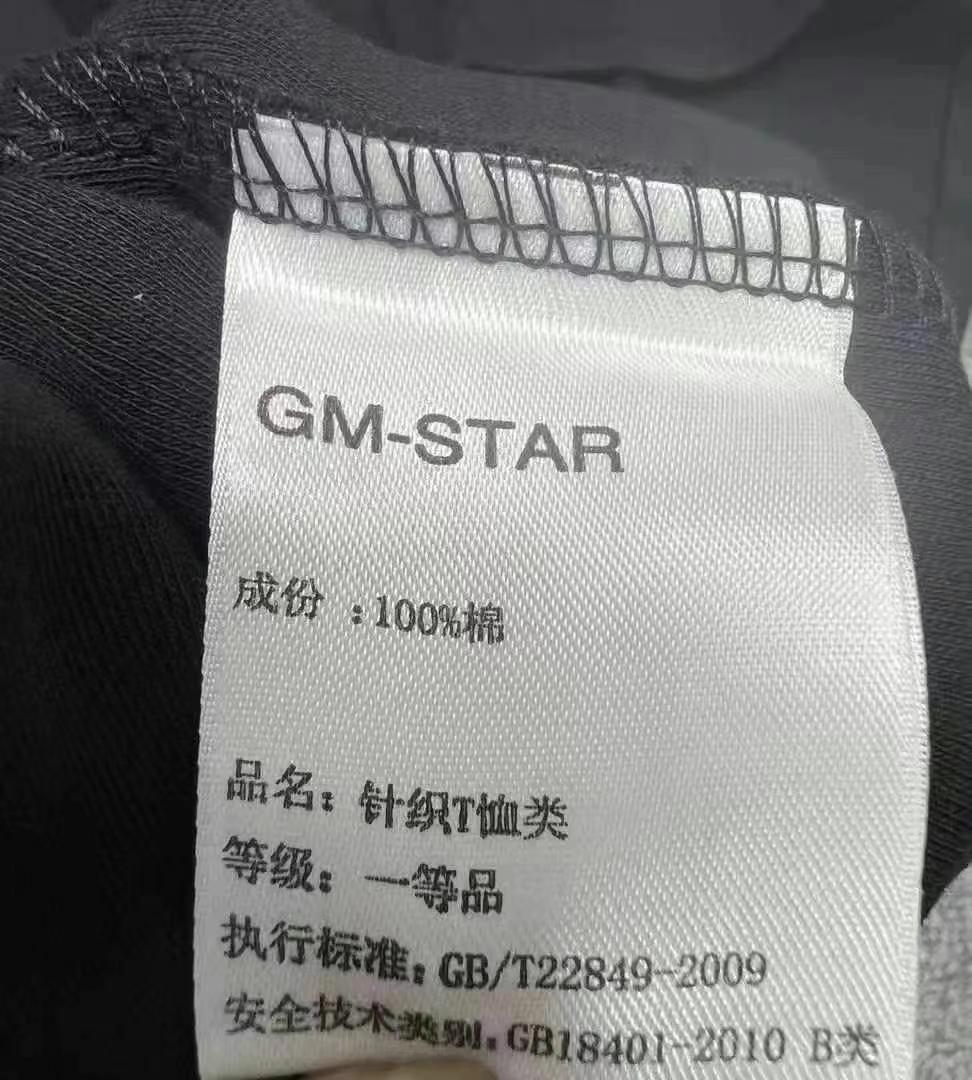 GM-STAR
成份 :100%棉
品名: 针织T恤类
等级: 一等品
执行标准: GB/T22849-2009
安全技术类别: GB18401-2010 B类